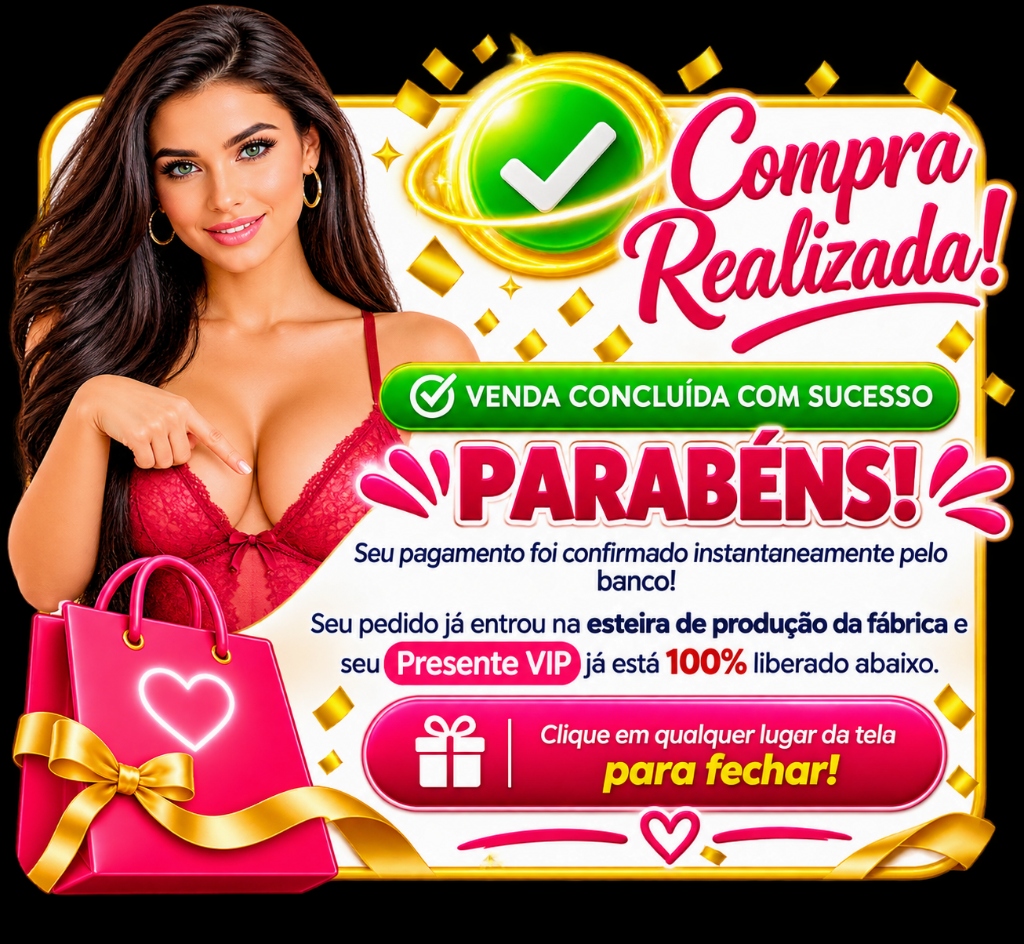 Compra
Realizada!
VENDA CONCLUÍDA COM SUCESSO
PARABÉNS!
Seu pagamento foi confirmado instantaneamente pelo
banco!
Seu pedido já entrou na esteira de produção da fábrica e
seu Presente VIP já está 100% liberado abaixo.
Clique em qualquer lugar da tela
para fechar!